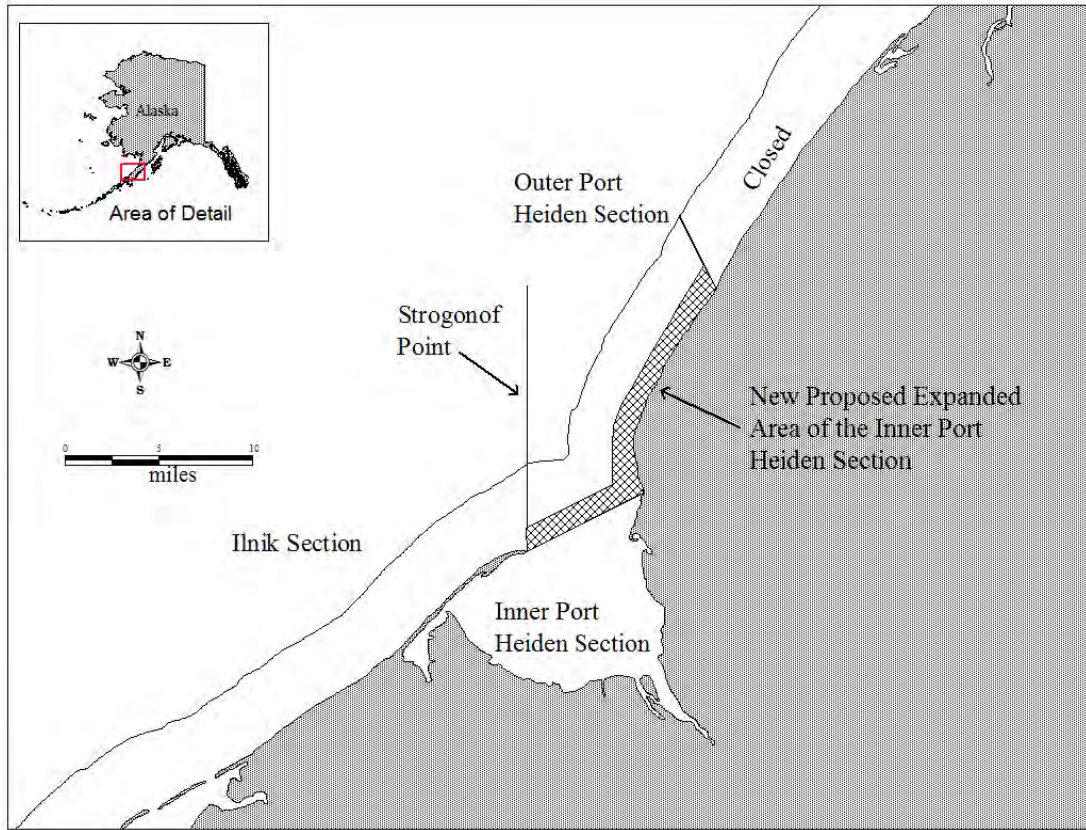 Alaska
Area of Detail
Closed
Outer Port
Heiden Section
Strogonof
Point
N
W
E
S
New Proposed Expanded
Area of the Inner Port
Heiden Section
0
5
10
miles
Ilnik Section
Inner Port
Heiden Section